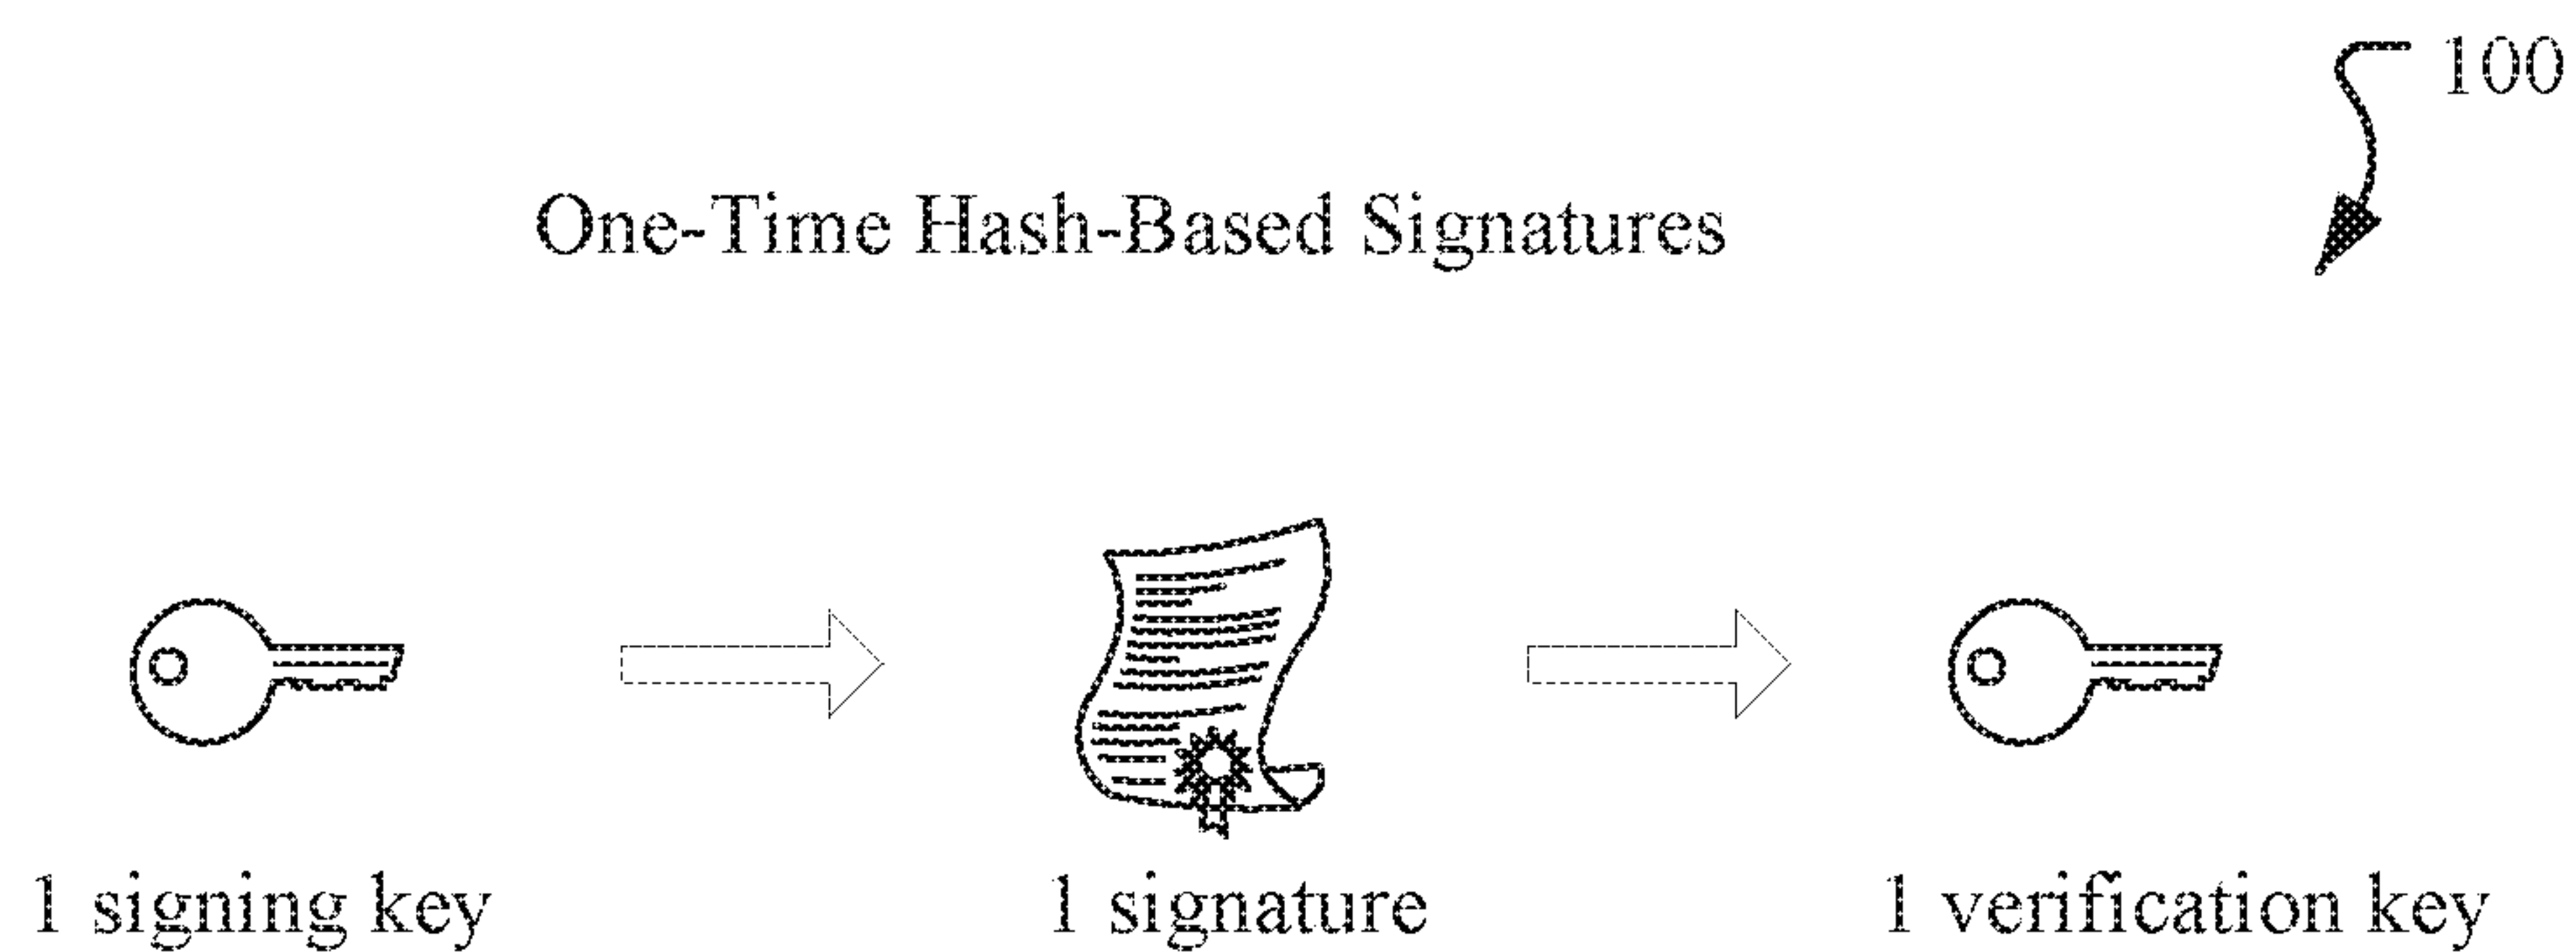 100
One-Time Hash-Based Signatures
1 signing key
1 signature
1 verification key